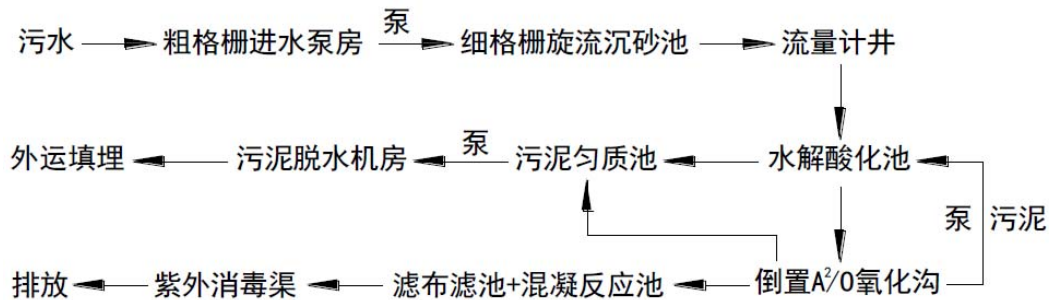 污水 粗格栅进水泵房 泵 细格栅旋流沉砂池 流量计井
外运填埋 污泥脱水机房 泵 污泥匀质池 水解酸化池
泵 污泥
排放 紫外消毒渠 滤布滤池+混凝反应池 倒置A²/O氧化沟